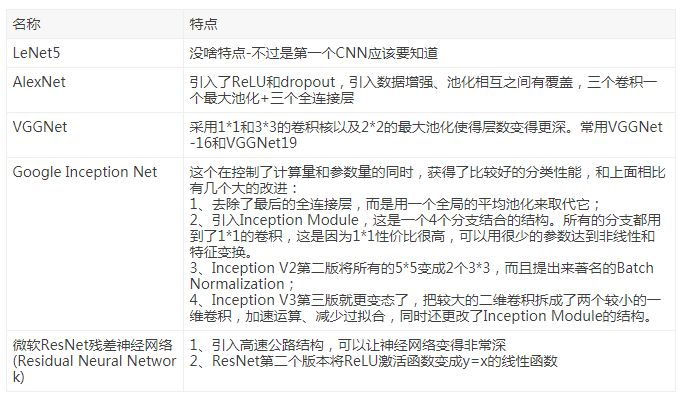 名称
特点
LeNet5
没啥特点-不过是第一个CNN应该要知道
AlexNet
引入了ReLU和dropout，引入数据增强、池化相互之间有覆盖，三个卷积一
个最大池化+三个全连接层
VGGNet
采用1*1和3*3的卷积核以及2*2的最大池化使得层数变得更深。常用VGGNet
-16和VGGNet19
Google Inception Net
这个在控制了计算量和参数量的同时，获得了比较好的分类性能，和上面相比
有几个大的改进：
1、去除了最后的全连接层，而是用一个全局的平均池化来取代它；
2、引入Inception Module，这是一个4个分支结合的结构。所有的分支都用
到了1*1的卷积，这是因为1*1性价比很高，可以用很少的参数达到非线性和
特征变换。
3、Inception V2第二版将所有的5*5变成2个3*3，而且提出来著名的Batch
Normalization；
4、Inception V3第三版就更变态了，把较大的二维卷积拆成了两个较小的一
维卷积，加速运算、减少过拟合，同时还更改了Inception Module的结构。
微软ResNet残差神经网络
(Residual Neural Networ
k)
1、引入高速公路结构，可以让神经网络变得非常深
2、ResNet第二个版本将ReLU激活函数变成y=x的线性函数